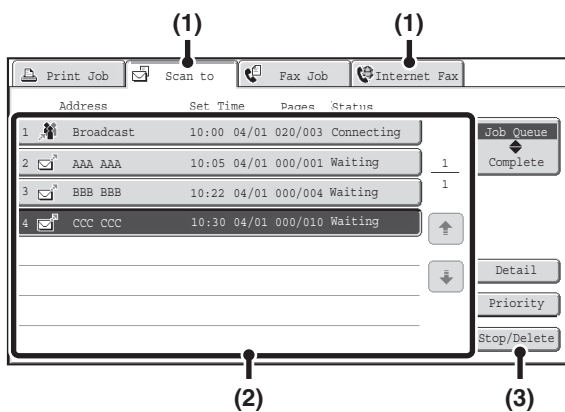 (1) (1)
Print Job Scan to Fax Job Internet Fax
Address Set Time Pages Status
1 Broadcast 10:00 04/01 020/003 Connecting
Job Queue
2 AAA AAA 10:05 04/01 000/001 Waiting
1
Complete
3 BBB BBB 10:22 04/01 000/004 Waiting
1
4 CCC CCC 10:30 04/01 000/010 Waiting
Detail
Priority
Stop/Delete
(2) (3)